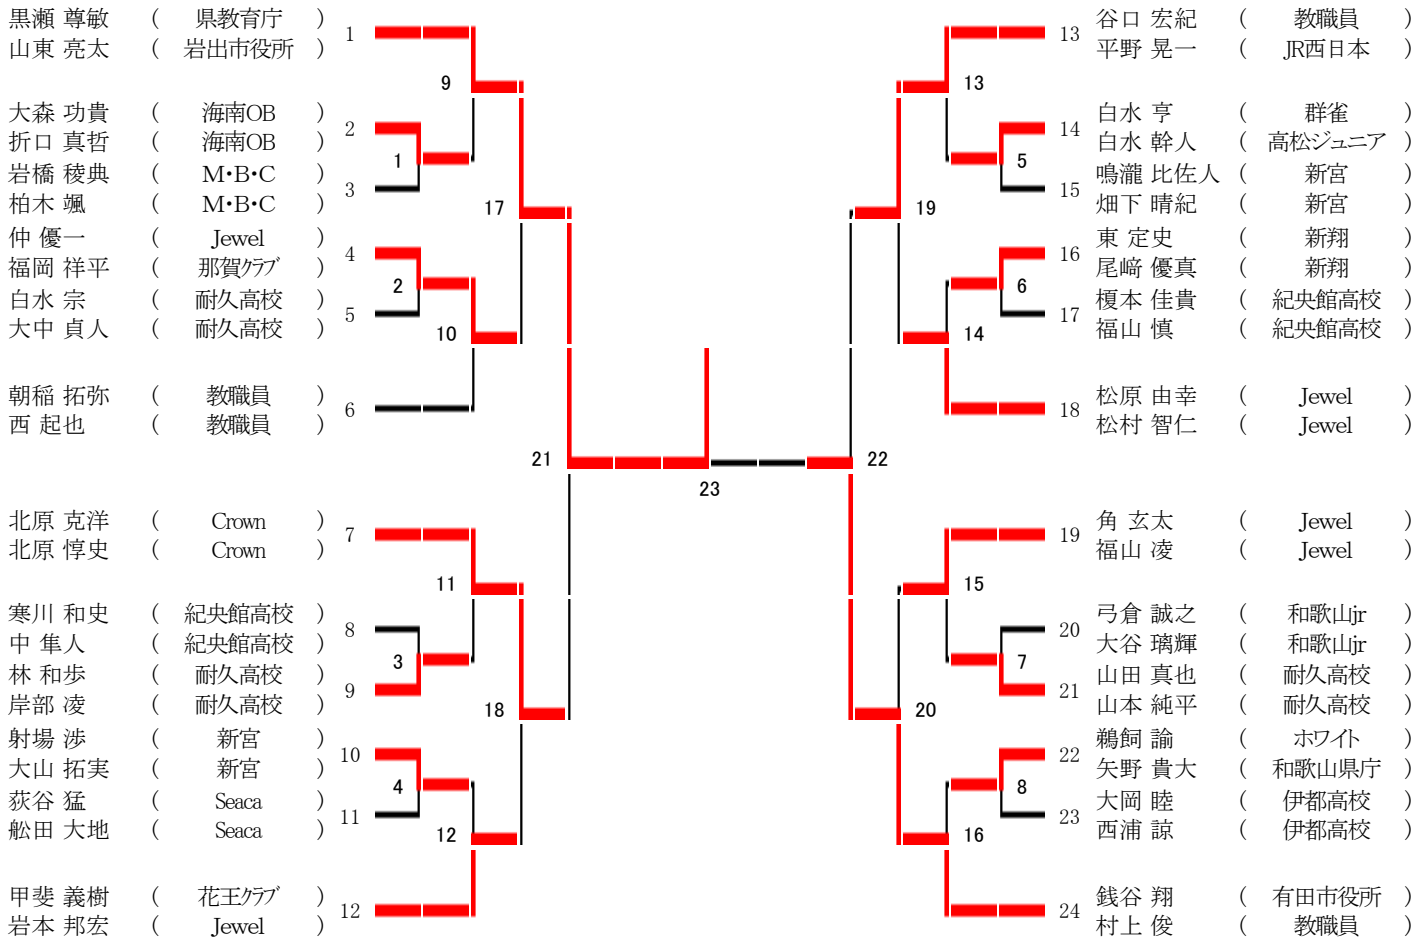 黒瀬 尊敏 ( 県教育庁 )
山東 亮太 ( 岩出市役所 )
1
9
大森 功貴 ( 海南OB )
2
折口 真哲 ( 海南OB )
1
岩橋 稜典 ( M・B・C )
3
柏木 颯 ( M・B・C )
17
仲 優一 ( Jewel )
4
福岡 祥平 ( 那賀クラブ )
2
白水 宗 ( 耐久高校 )
5
大中 貞人 ( 耐久高校 )
10
朝稲 拓弥 ( 教職員 )
6
西 起也 ( 教職員 )
21
北原 克洋 ( Crown )
7
北原 惇史 ( Crown )
11
寒川 和史 ( 紀央館高校 )
8
中 隼人 ( 紀央館高校 )
3
林 和歩 ( 耐久高校 )
9
岸部 凌 ( 耐久高校 )
18
射場 渉 ( 新宮 )
10
大山 拓実 ( 新宮 )
4
荻谷 猛 ( Seaca )
11
舩田 大地 ( Seaca )
12
甲斐 義樹 ( 花王クラブ )
12
岩本 邦宏 ( Jewel )
23
13
谷口 宏紀 ( 教職員 )
平野 晃一 ( JR西日本 )
13
白水 亨 ( 群雀 )
14
白水 幹人 ( 高松ジュニア )
5
鳴瀧 比佐人 ( 新宮 )
15
畑下 晴紀 ( 新宮 )
19
東 定史 ( 新翔 )
16
尾﨑 優真 ( 新翔 )
6
榎本 佳貴 ( 紀央館高校 )
17
福山 慎 ( 紀央館高校 )
14
松原 由幸 ( Jewel )
18
松村 智仁 ( Jewel )
22
角 玄太 ( Jewel )
19
福山 凌 ( Jewel )
15
弓倉 誠之 ( 和歌山jr )
20
大谷 璃輝 ( 和歌山jr )
7
山田 真也 ( 耐久高校 )
21
山本 純平 ( 耐久高校 )
20
鵜飼 諭 ( ホワイト )
22
矢野 貴大 ( 和歌山県庁 )
8
大岡 睦 ( 伊都高校 )
23
西浦 諒 ( 伊都高校 )
16
銭谷 翔 ( 有田市役所 )
24
村上 俊 ( 教職員 )